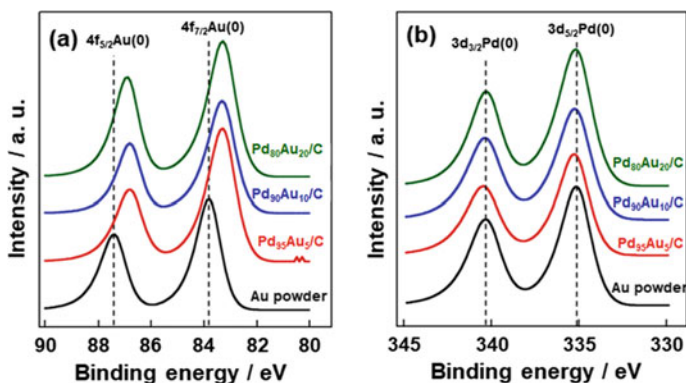 (a)
4f5/2Au(0)
4f7/2Au(0)
Pd80Au20/C
Pd90Au10/C
Pd95Au5/C
Au powder
Intensity / a. u.
90 88 86 84 82 80
Binding energy / eV
(b)
3d3/2Pd(0)
3d5/2Pd(0)
Pd80Au20/C
Pd90Au10/C
Pd95Au5/C
Au powder
Intensity / a. u.
345 340 335 330
Binding energy / eV